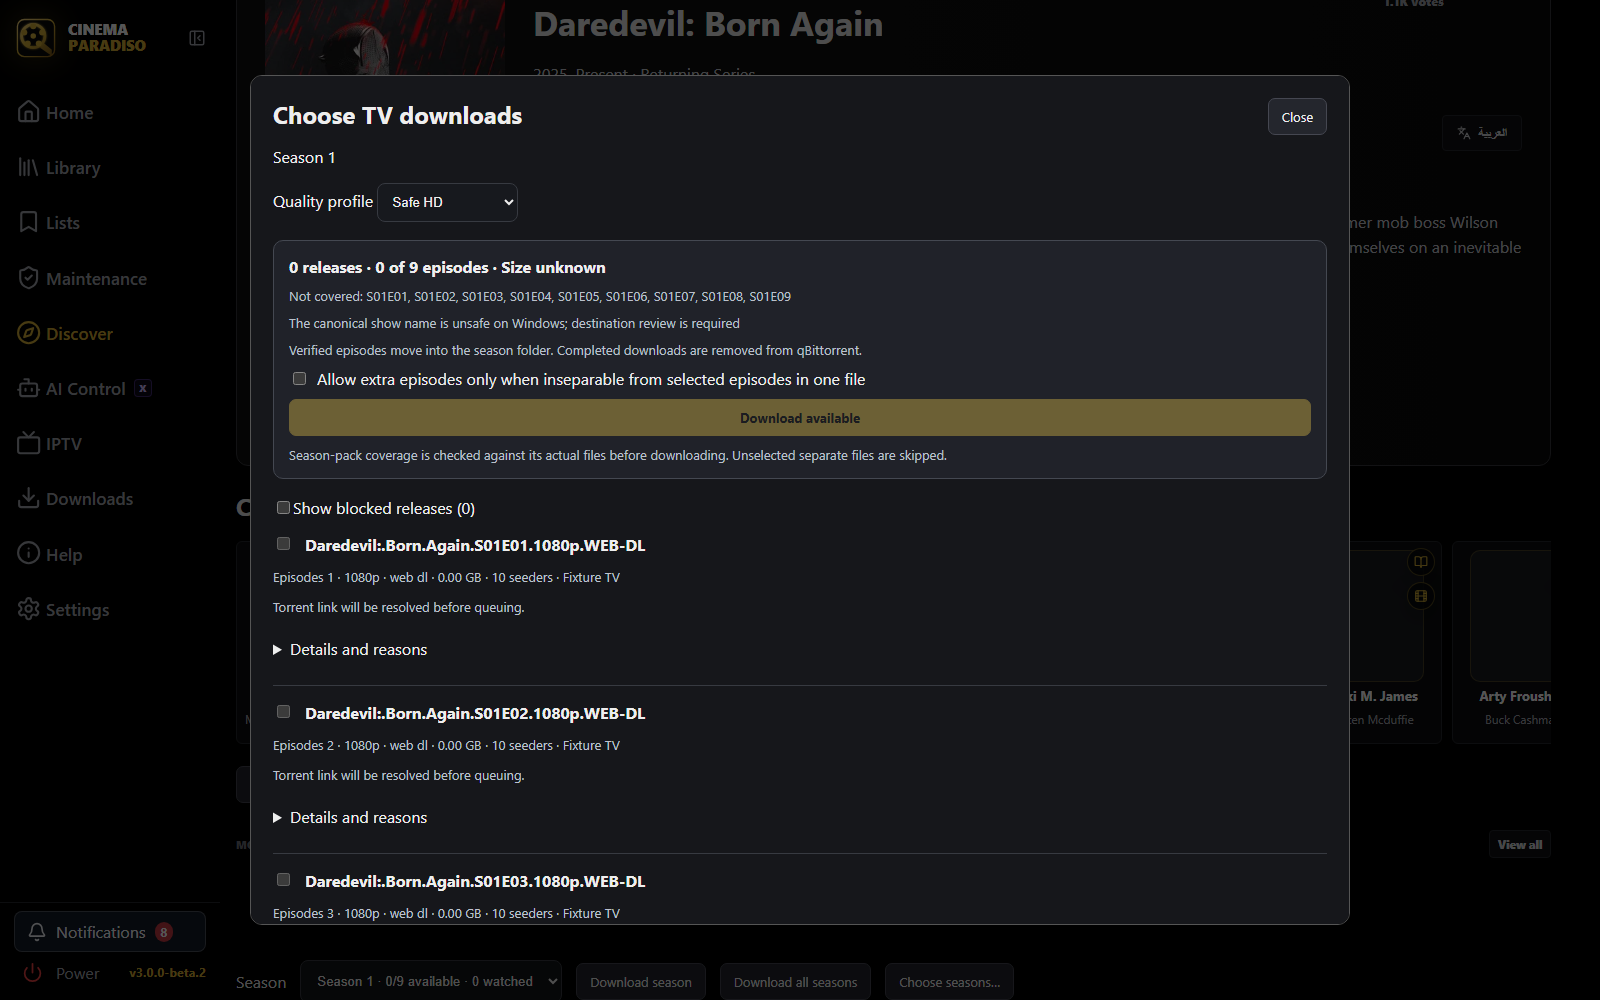 CINEMA
PARADISO
Home
Library
Lists
Maintenance
Discover
AI Control x
IPTV
Downloads
Help
Settings
Notifications 8
Power v3.0.0-beta.2
1.1K votes
Daredevil: Born Again
2025–Present · Returning Series
العربية
mer mob boss Wilson
mselves on an inevitable
Choose TV downloads
Close
Season 1
Quality profile Safe HD
0 releases · 0 of 9 episodes · Size unknown
Not covered: S01E01, S01E02, S01E03, S01E04, S01E05, S01E06, S01E07, S01E08, S01E09
The canonical show name is unsafe on Windows; destination review is required
Verified episodes move into the season folder. Completed downloads are removed from qBittorrent.
Allow extra episodes only when inseparable from selected episodes in one file
Download available
Season-pack coverage is checked against its actual files before downloading. Unselected separate files are skipped.
Show blocked releases (0)
Daredevil:.Born.Again.S01E01.1080p.WEB-DL
Episodes 1 · 1080p · web dl · 0.00 GB · 10 seeders · Fixture TV
Torrent link will be resolved before queuing.
Details and reasons
Daredevil:.Born.Again.S01E02.1080p.WEB-DL
Episodes 2 · 1080p · web dl · 0.00 GB · 10 seeders · Fixture TV
Torrent link will be resolved before queuing.
Details and reasons
Daredevil:.Born.Again.S01E03.1080p.WEB-DL
Episodes 3 · 1080p · web dl · 0.00 GB · 10 seeders · Fixture TV
ki M. James
ten Mcduffie
Arty Froush
Buck Cashma
View all
Season
Season 1 · 0/9 available · 0 watched
Download season
Download all seasons
Choose seasons...